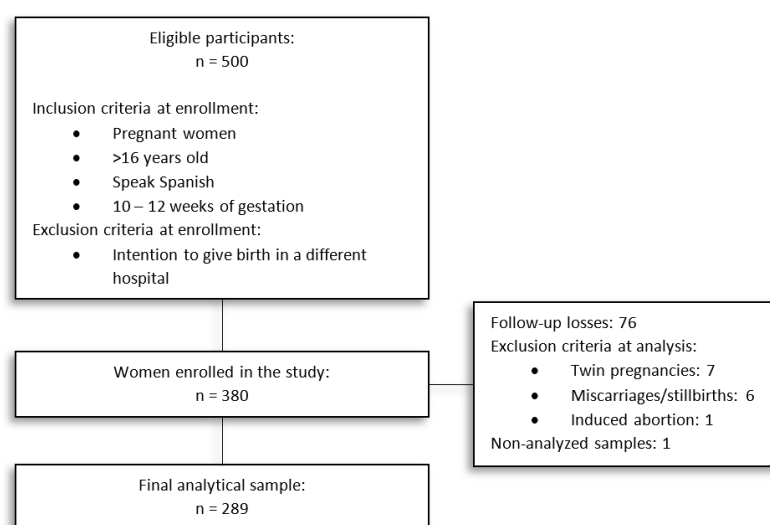 Eligible participants:
n = 500
Inclusion criteria at enrollment:
• Pregnant women
• >16 years old
• Speak Spanish
• 10 – 12 weeks of gestation
Exclusion criteria at enrollment:
• Intention to give birth in a different
hospital
Follow-up losses: 76
Exclusion criteria at analysis:
• Twin pregnancies: 7
• Miscarriages/stillbirths: 6
• Induced abortion: 1
Non-analyzed samples: 1
Women enrolled in the study:
n = 380
Final analytical sample:
n = 289